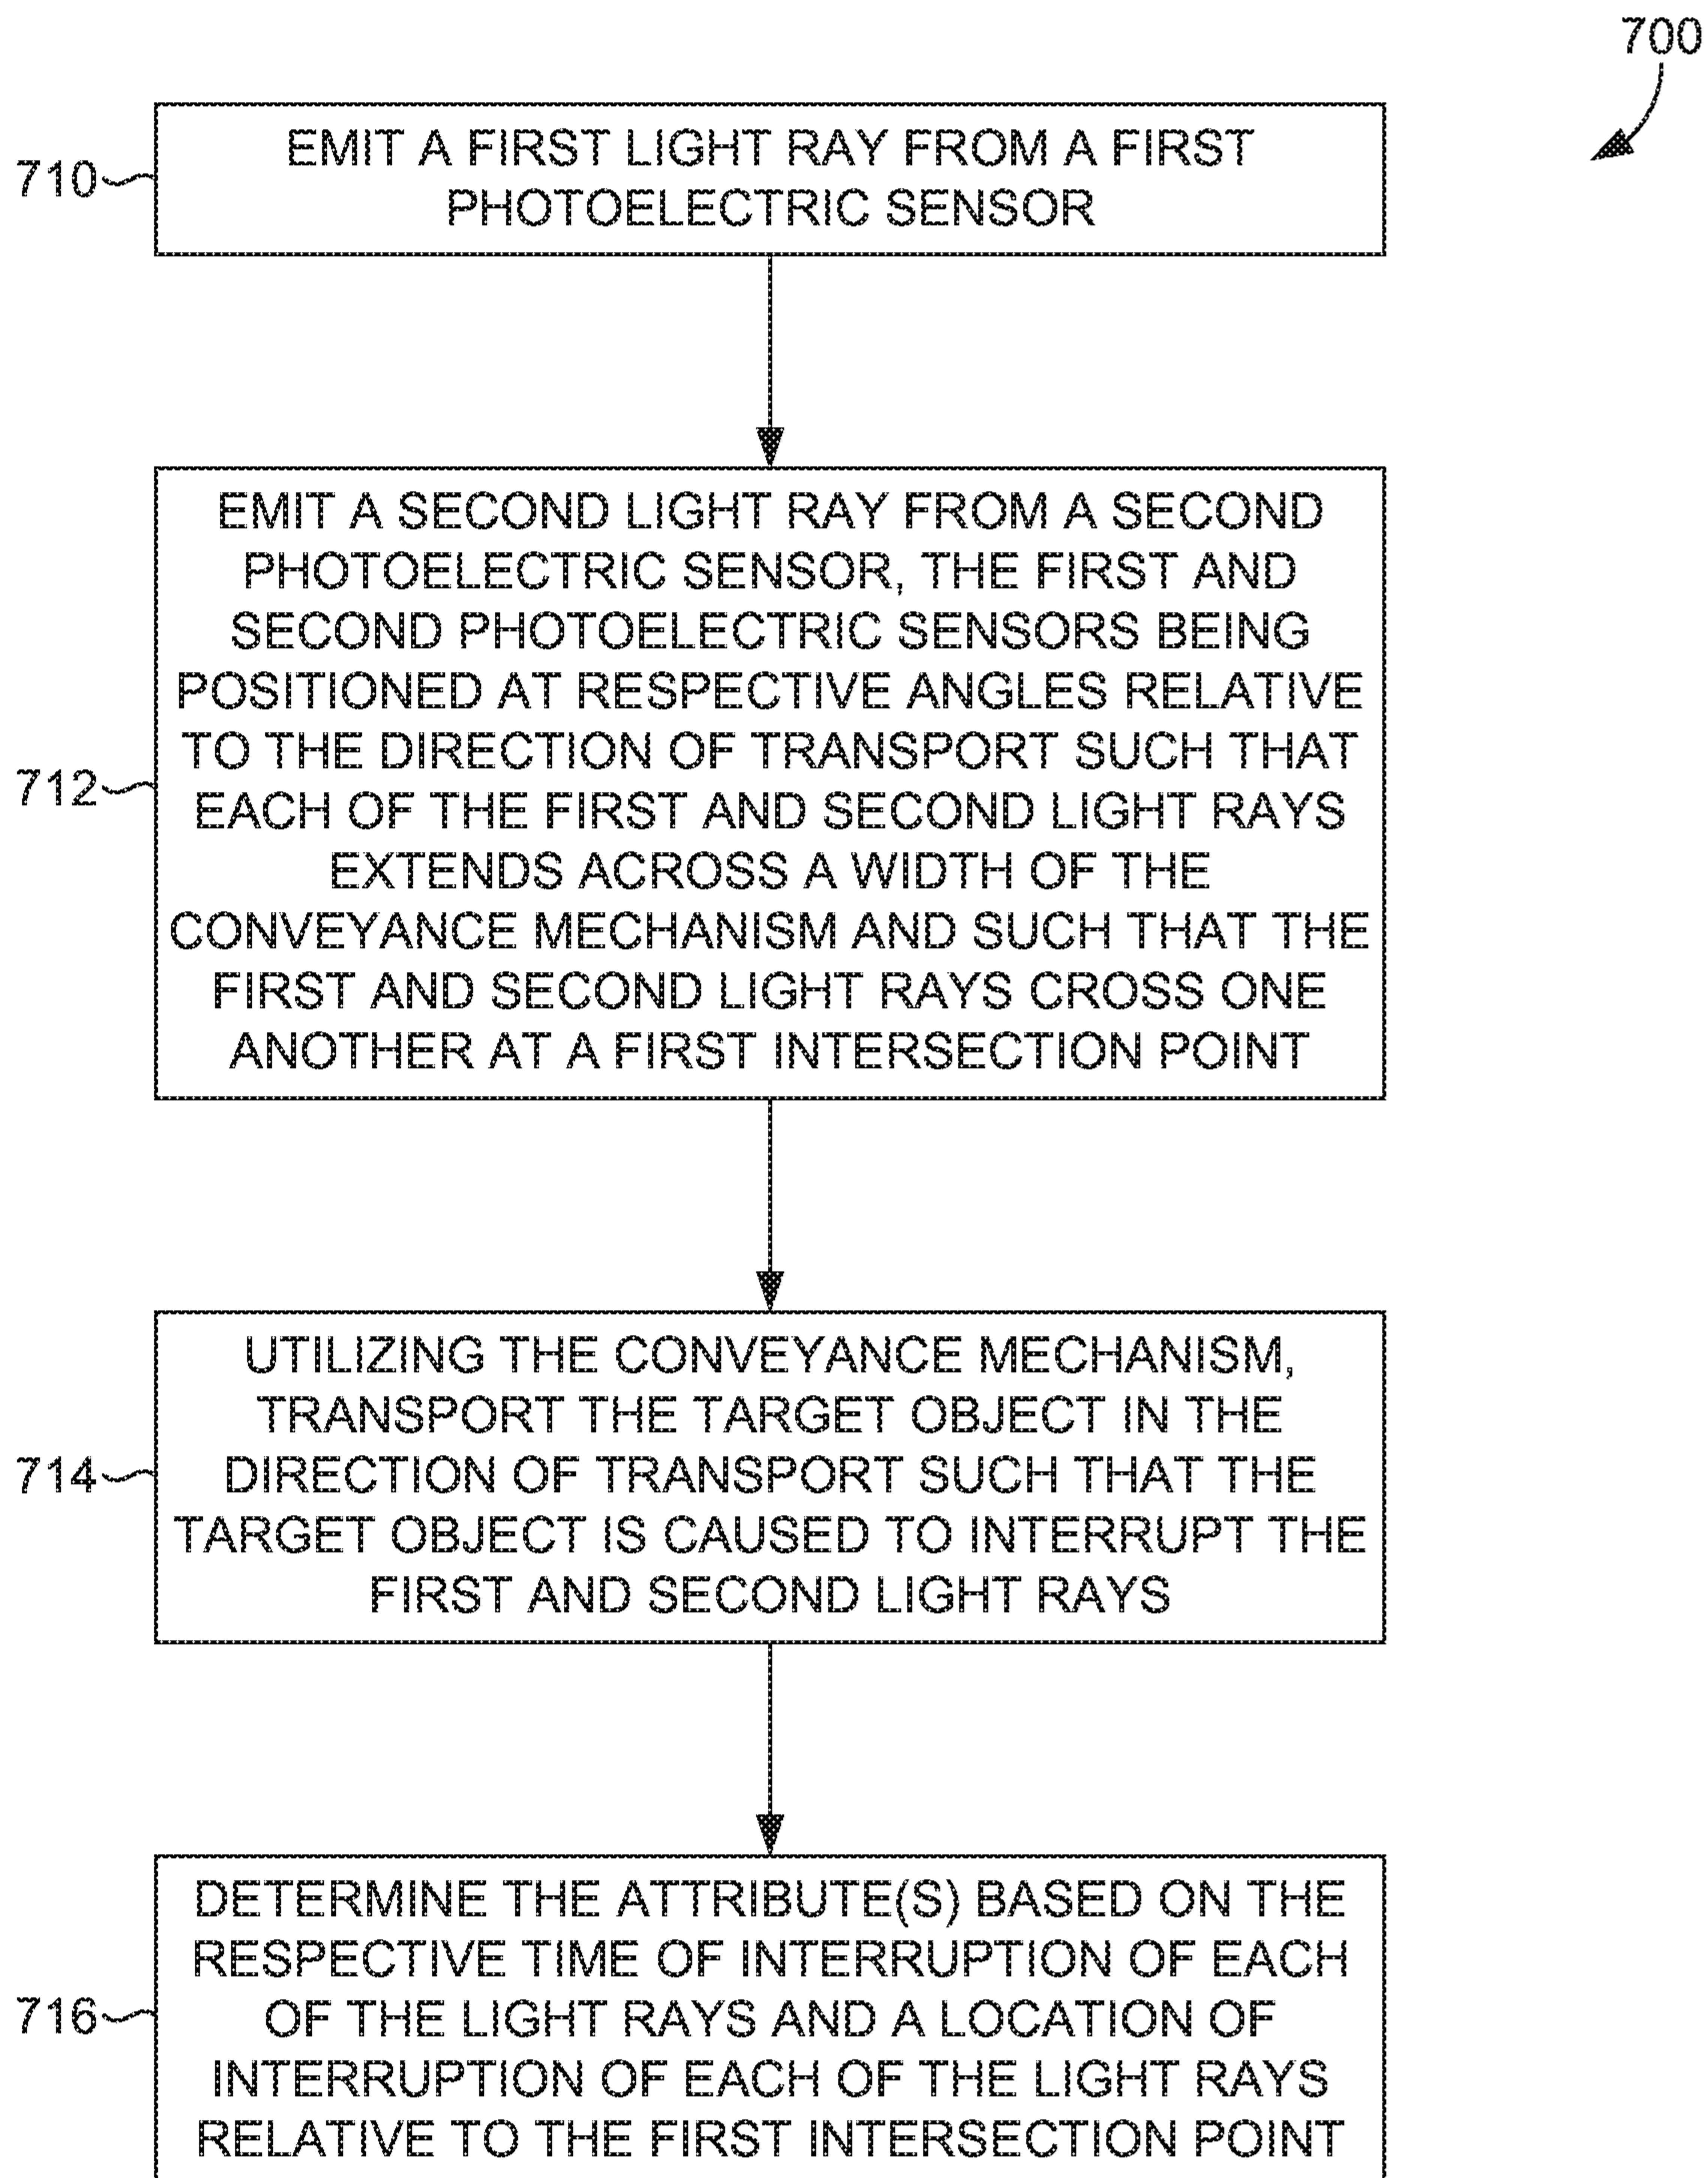 700
710
EMIT A FIRST LIGHT RAY FROM A FIRST
PHOTOELECTRIC SENSOR
712
EMIT A SECOND LIGHT RAY FROM A SECOND
PHOTOELECTRIC SENSOR, THE FIRST AND
SECOND PHOTOELECTRIC SENSORS BEING
POSITIONED AT RESPECTIVE ANGLES RELATIVE
TO THE DIRECTION OF TRANSPORT SUCH THAT
EACH OF THE FIRST AND SECOND LIGHT RAYS
EXTENDS ACROSS A WIDTH OF THE
CONVEYANCE MECHANISM AND SUCH THAT THE
FIRST AND SECOND LIGHT RAYS CROSS ONE
ANOTHER AT A FIRST INTERSECTION POINT
714
UTILIZING THE CONVEYANCE MECHANISM,
TRANSPORT THE TARGET OBJECT IN THE
DIRECTION OF TRANSPORT SUCH THAT THE
TARGET OBJECT IS CAUSED TO INTERRUPT THE
FIRST AND SECOND LIGHT RAYS
716
DETERMINE THE ATTRIBUTE(S) BASED ON THE
RESPECTIVE TIME OF INTERRUPTION OF EACH
OF THE LIGHT RAYS AND A LOCATION OF
INTERRUPTION OF EACH OF THE LIGHT RAYS
RELATIVE TO THE FIRST INTERSECTION POINT